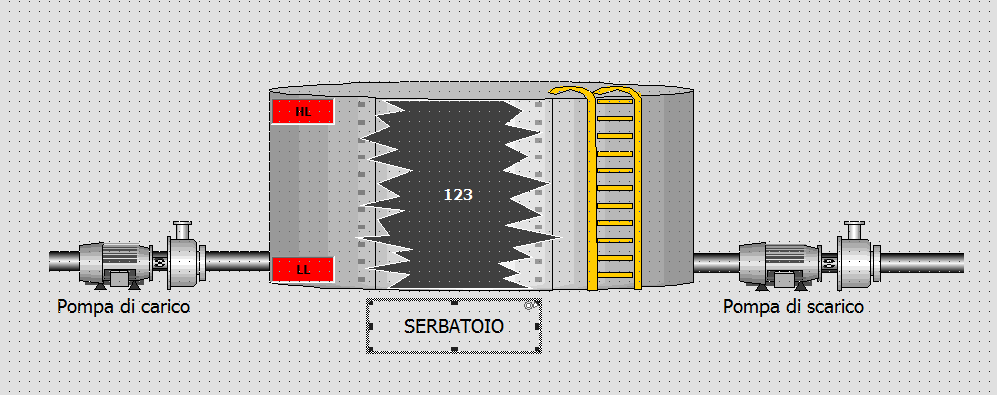 HL
123
LL
Pompa di carico
SERBATOIO
Pompa di scarico